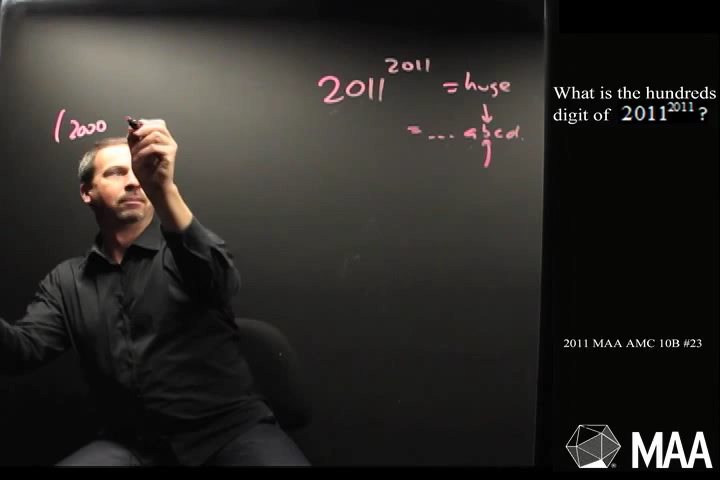 2011^2011 = huge
↓
= ... abcd.
(2000
What is the hundreds
digit of 2011^2011?
2011 MAA AMC 10B #23
MAA